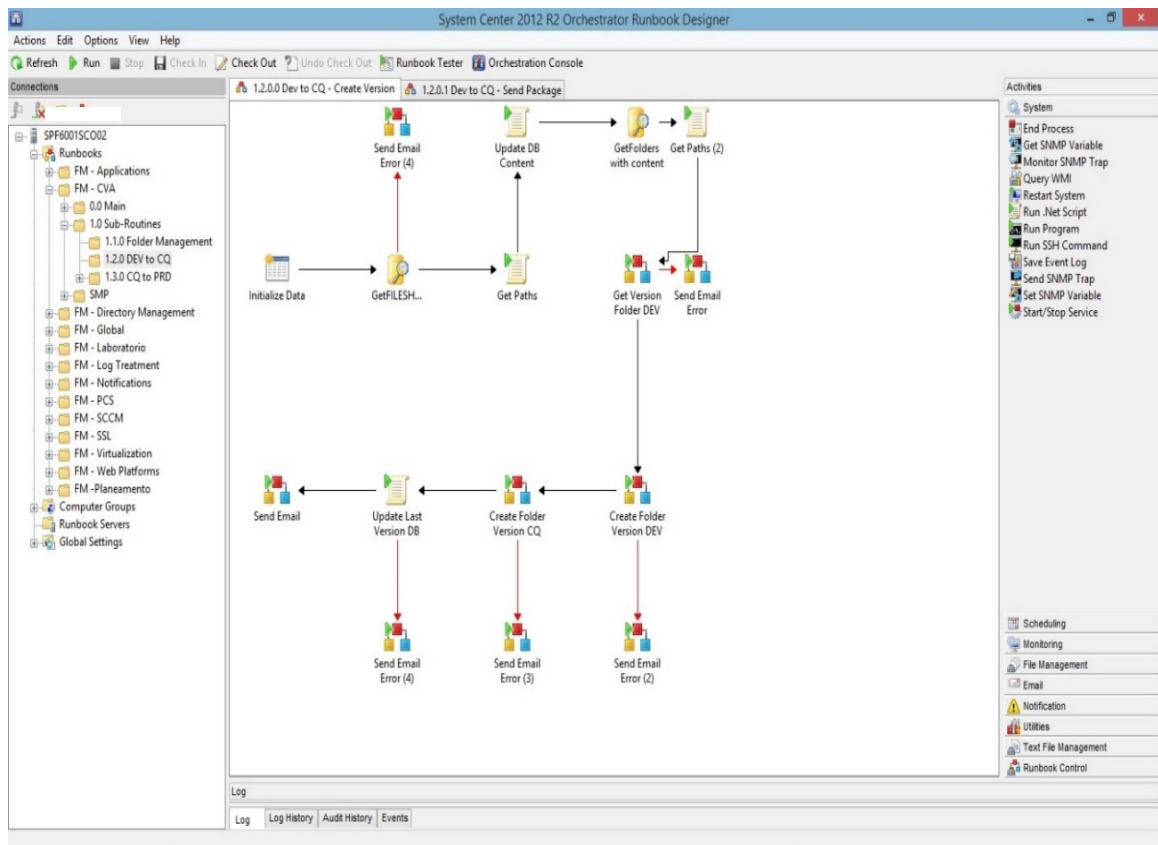 System Center 2012 R2 Orchestrator Runbook Designer
Actions Edit Options View Help
Refresh Run Stop Check In Check Out Undo Check Out Runbook Tester Orchestration Console
Connections
SPF6001SCO02
Runbooks
FM - Applications
FM - CVA
0.0 Main
1.0 Sub-Routines
1.1.0 Folder Management
1.2.0 DEV to CQ
1.3.0 CQ to PRD
SMP
FM - Directory Management
FM - Global
FM - Laboratorio
FM - Log Treatment
FM - Notifications
FM - PCS
FM - SCCM
FM - SSL
FM - Virtualization
FM - Web Platforms
FM -Planeamento
Computer Groups
Runbook Servers
Global Settings
1.2.0.0 Dev to CQ - Create Version
1.2.0.1 Dev to CQ - Send Package
Send Email
Error (4)
Update DB
Content
GetFolders
with content
Get Paths (2)
Initialize Data
GetFILESH...
Get Paths
Get Version
Folder DEV
Send Email
Error
Send Email
Update Last
Version DB
Create Folder
Version CQ
Create Folder
Version DEV
Send Email
Error (4)
Send Email
Error (3)
Send Email
Error (2)
Log
Log Log History Audit History Events
Activities
System
End Process
Get SNMP Variable
Monitor SNMP Trap
Query WMI
Restart System
Run .Net Script
Run Program
Run SSH Command
Save Event Log
Send SNMP Trap
Set SNMP Variable
Start/Stop Service
Scheduling
Monitoring
File Management
Email
Notification
Utilities
Text File Management
Runbook Control